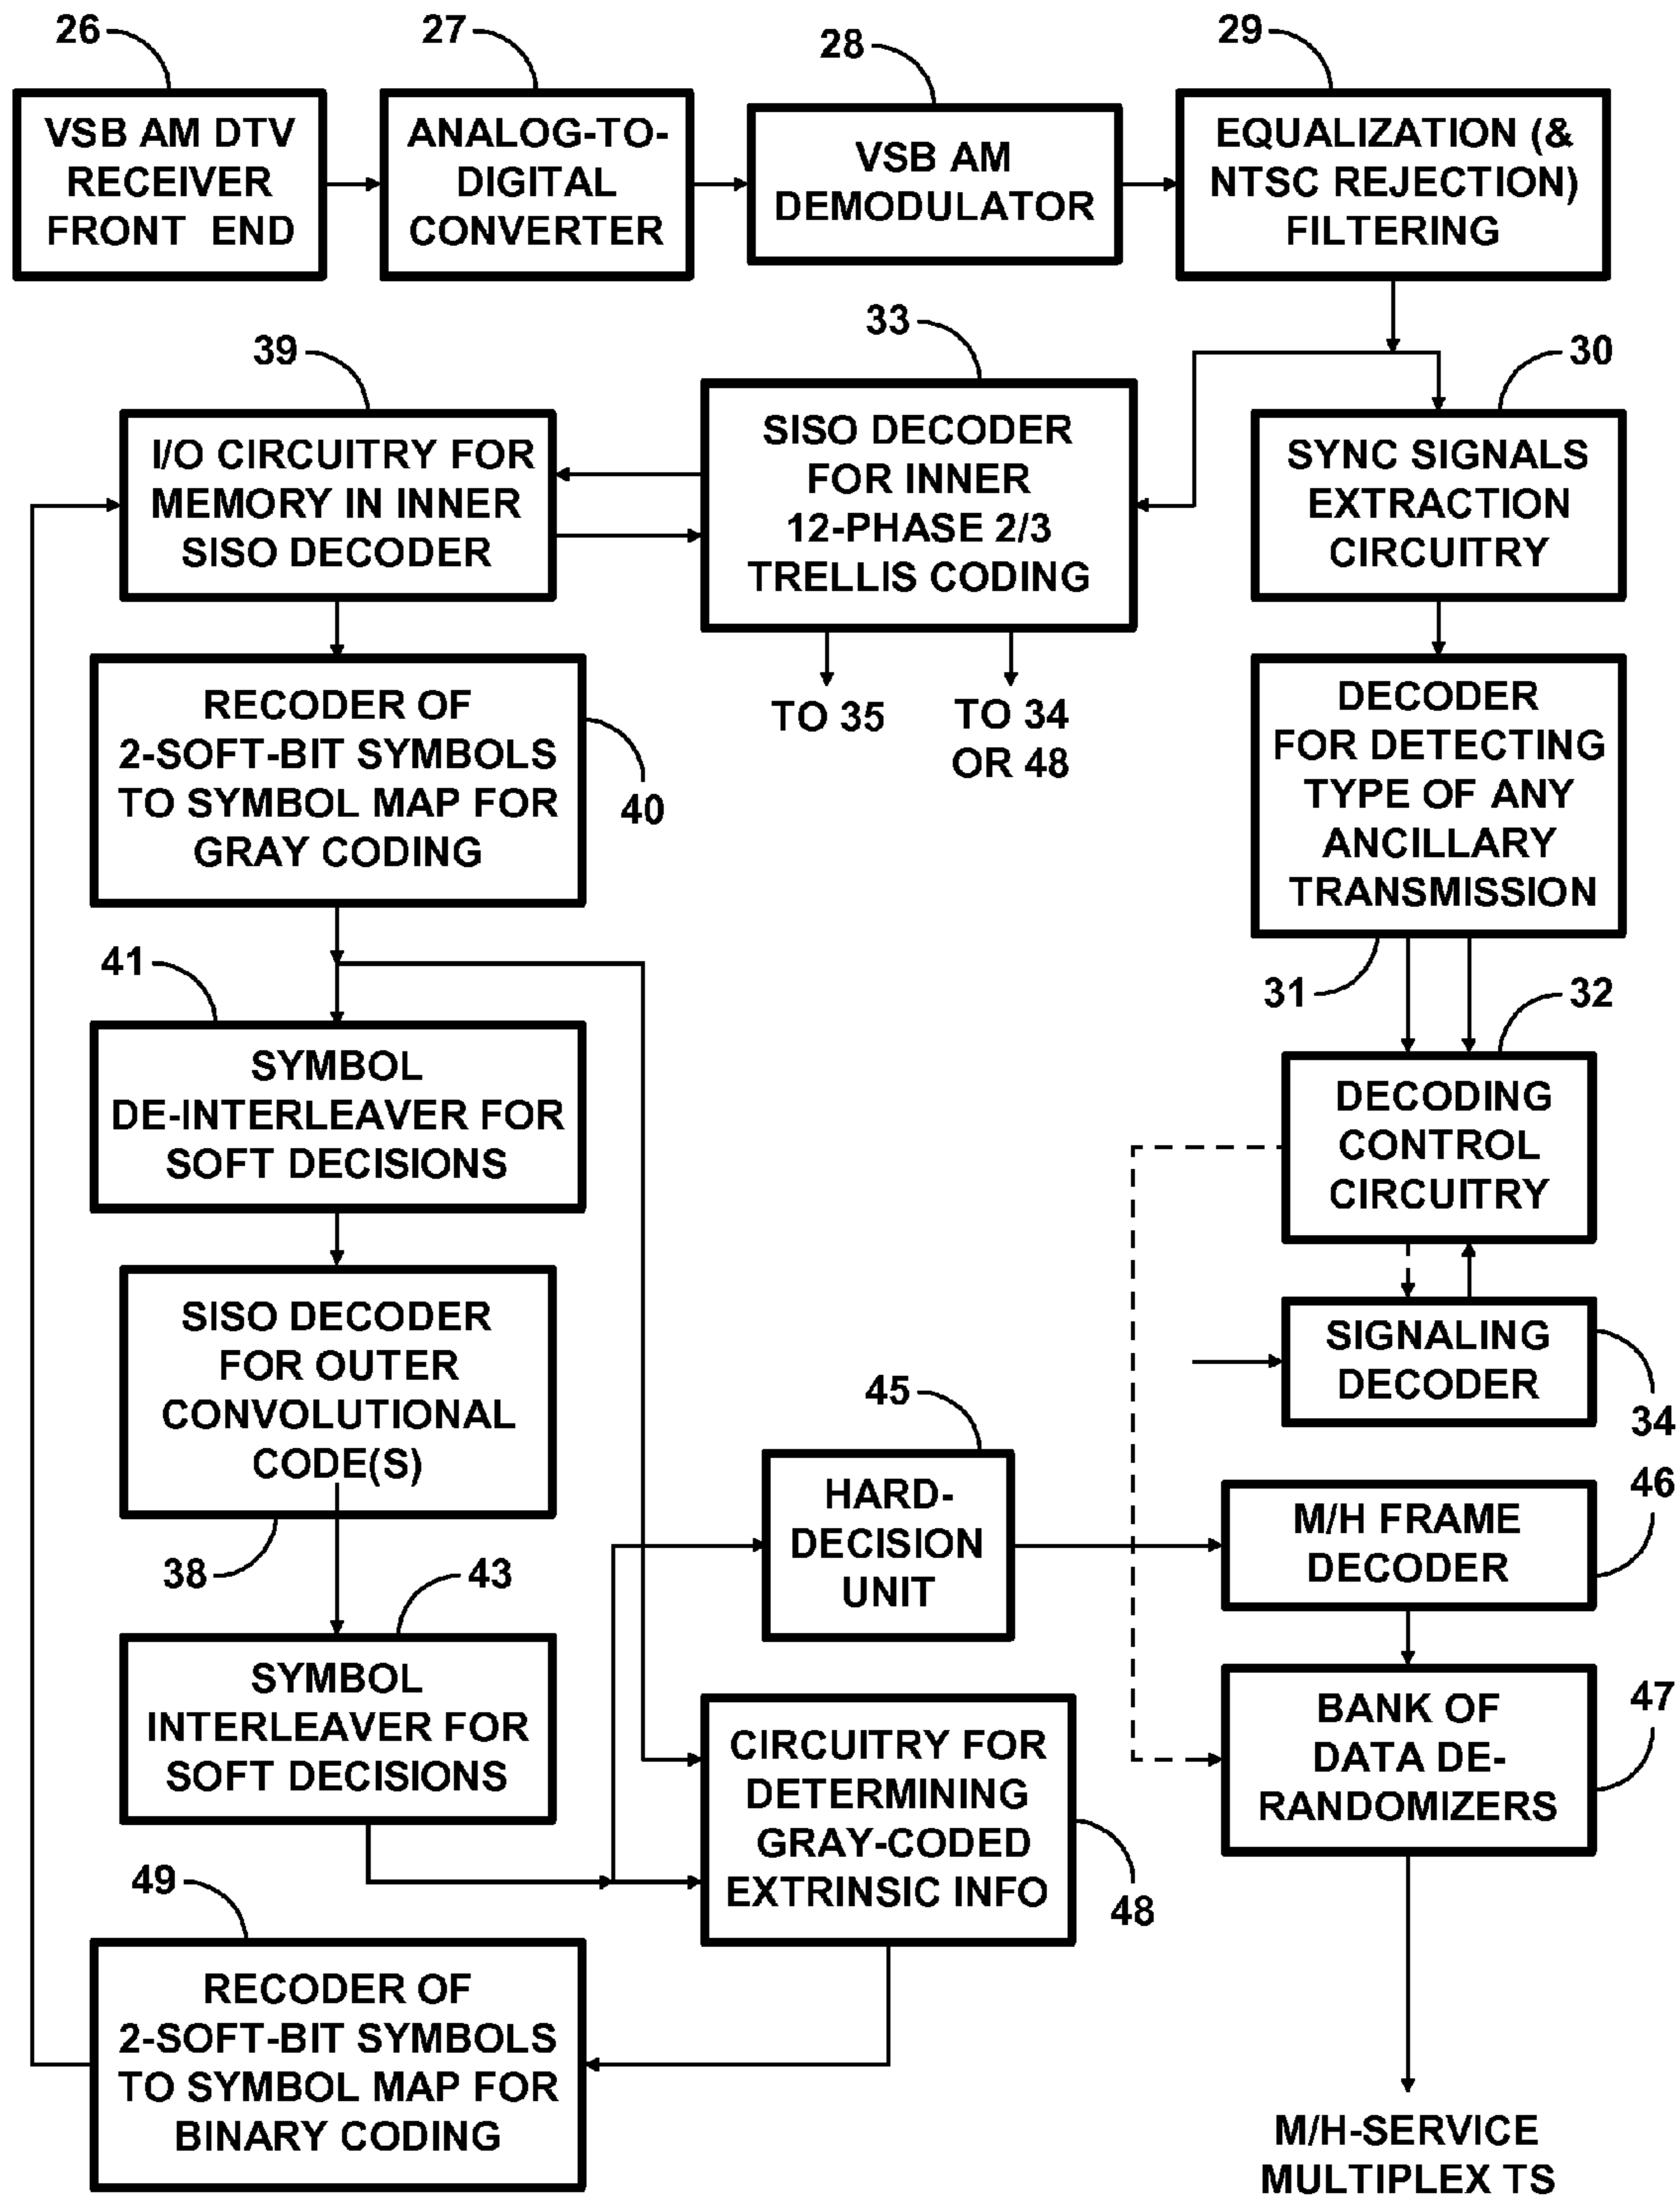 26
27
28
29
VSB AM DTV
RECEIVER
FRONT END
ANALOG-TO-
DIGITAL
CONVERTER
VSB AM
DEMODULATOR
EQUALIZATION (&
NTSC REJECTION)
FILTERING
39
33
30
I/O CIRCUITRY FOR
MEMORY IN INNER
SISO DECODER
SISO DECODER
FOR INNER
12-PHASE 2/3
TRELLIS CODING
SYNC SIGNALS
EXTRACTION
CIRCUITRY
TO 35
TO 34
OR 48
RECODER OF
2-SOFT-BIT SYMBOLS
TO SYMBOL MAP FOR
GRAY CODING
40
DECODER
FOR DETECTING
TYPE OF ANY
ANCILLARY
TRANSMISSION
31
32
41
SYMBOL
DE-INTERLEAVER FOR
SOFT DECISIONS
DECODING
CONTROL
CIRCUITRY
SISO DECODER
FOR OUTER
CONVOLUTIONAL
CODE(S)
38
SIGNALING
DECODER
34
45
HARD-
DECISION
UNIT
M/H FRAME
DECODER
46
43
SYMBOL
INTERLEAVER FOR
SOFT DECISIONS
CIRCUITRY FOR
DETERMINING
GRAY-CODED
EXTRINSIC INFO
48
BANK OF
DATA DE-
RANDOMIZERS
47
49
RECODER OF
2-SOFT-BIT SYMBOLS
TO SYMBOL MAP FOR
BINARY CODING
M/H-SERVICE
MULTIPLEX TS